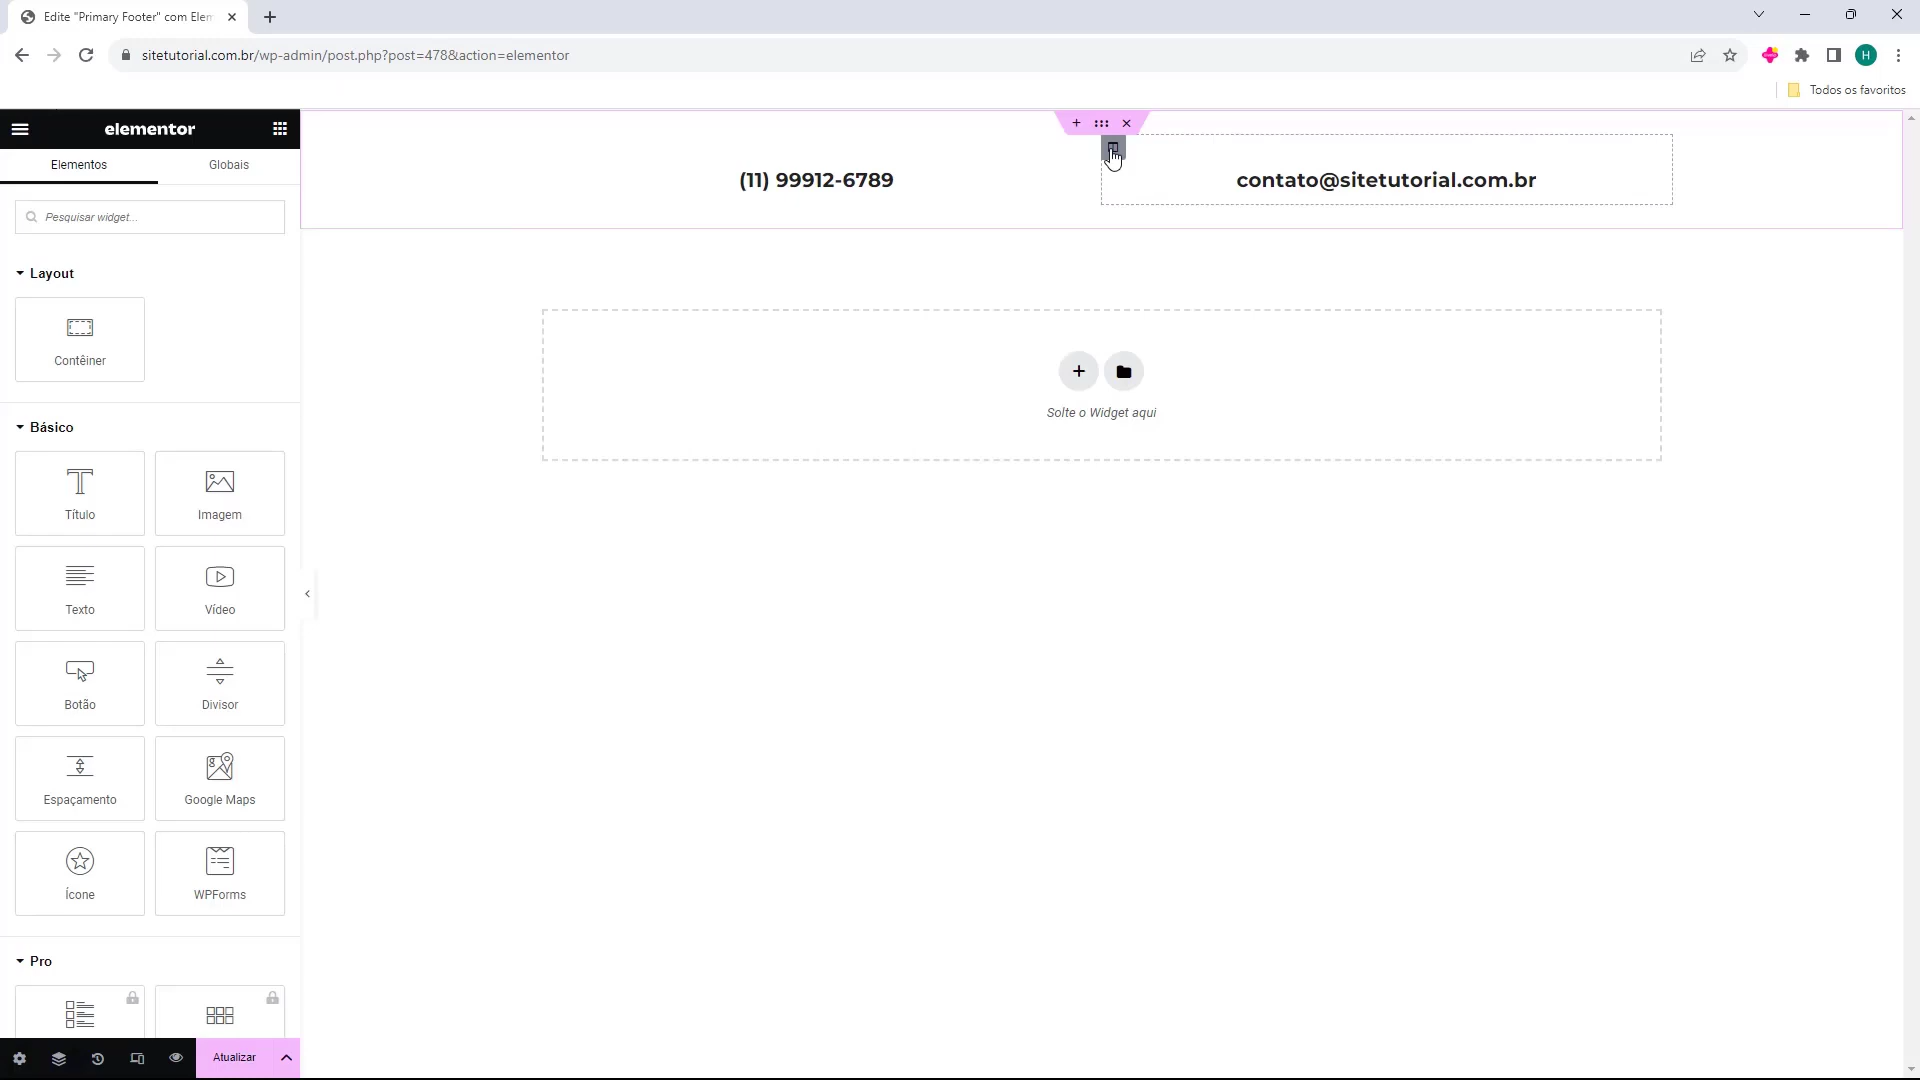 Edite "Primary Footer" com Elen
sitetutorial.com.br/wp-admin/post.php?post=478&action=elementor
H
Todos os favoritos
elementor
Elementos
Globais
Pesquisar widget...
Layout
Contêiner
Básico
Título
Imagem
Texto
Vídeo
Botão
Divisor
Espaçamento
Google Maps
Ícone
WPForms
Pro
Atualizar
(11) 99912-6789
contato@sitetutorial.com.br
Solte o Widget aqui